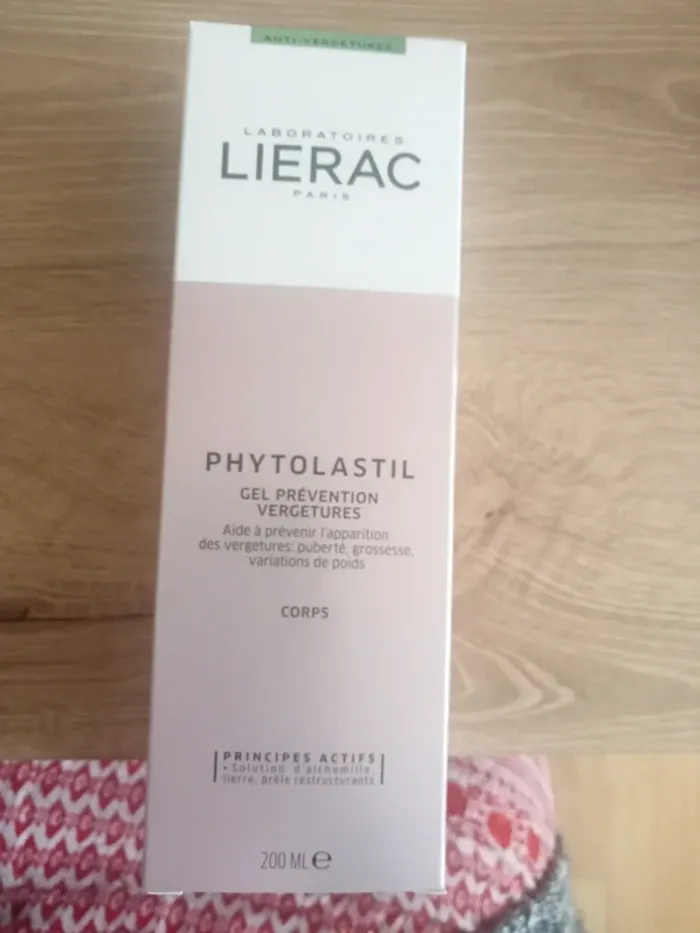 ANTI-VERGETURES
LABORATOIRES
LIERAC
PARIS
PHYTOLASTIL
GEL PRÉVENTION
VERGETURES
Aide à prévenir l'apparition
des vergetures: puberté, grossesse,
variations de poids
CORPS
PRINCIPES ACTIFS
• Solution d'alchémille,
lierre, prêle restructurants
200 ML ℮